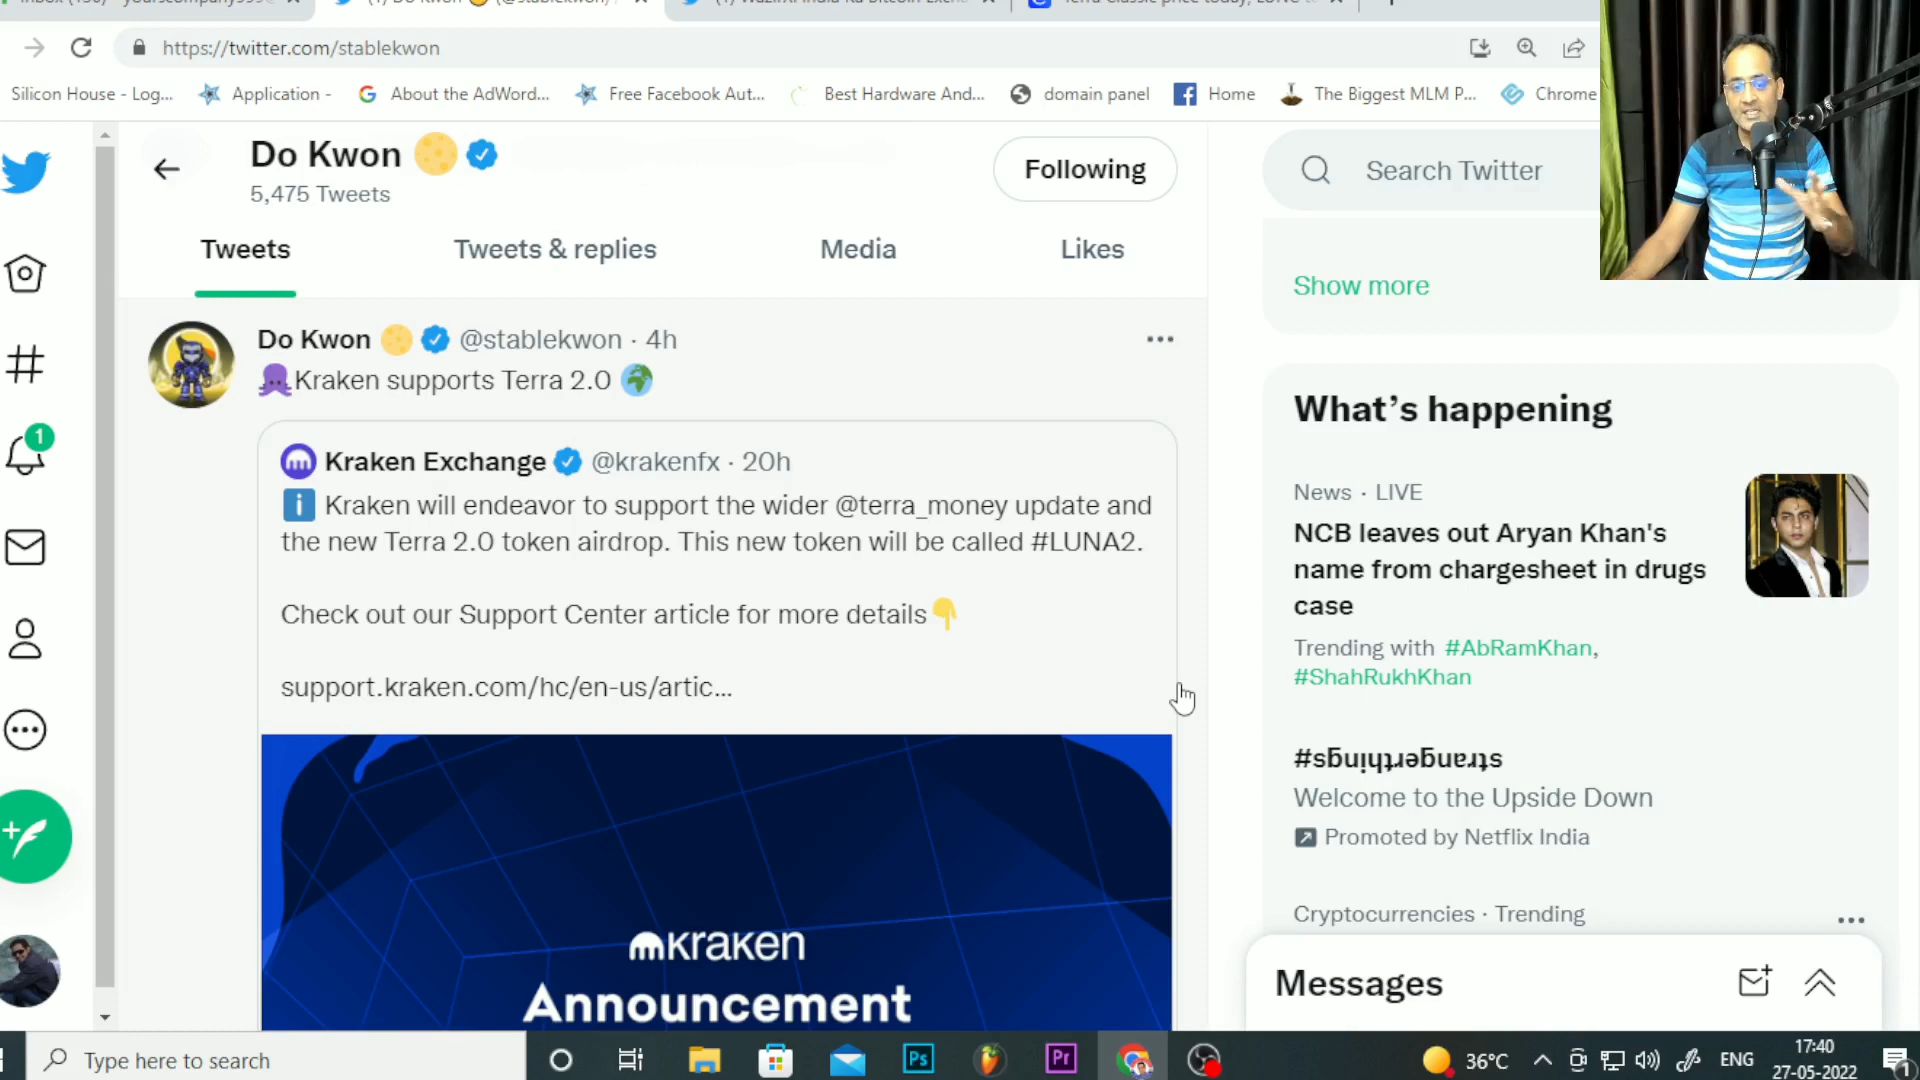 https://twitter.com/stablekwon
Silicon House - Log...
Application -
About the AdWord...
Free Facebook Aut...
Best Hardware And...
domain panel
Home
The Biggest MLM P...
Chrome
Do Kwon
5,475 Tweets
Following
Search Twitter
Tweets
Tweets & replies
Media
Likes
Show more
Do Kwon @stablekwon · 4h
Kraken supports Terra 2.0
Kraken Exchange @krakenfx · 20h
Kraken will endeavor to support the wider @terra_money update and
the new Terra 2.0 token airdrop. This new token will be called #LUNA2.
Check out our Support Center article for more details
support.kraken.com/hc/en-us/artic...
kraken
Announcement
What's happening
News · LIVE
NCB leaves out Aryan Khan's
name from chargesheet in drugs
case
Trending with #AbRamKhan,
#ShahRukhKhan
Welcome to the Upside Down
Promoted by Netflix India
Cryptocurrencies · Trending
Messages
1
Type here to search
Ps
Pr
36°C
ENG
17:40
27-05-2022
1